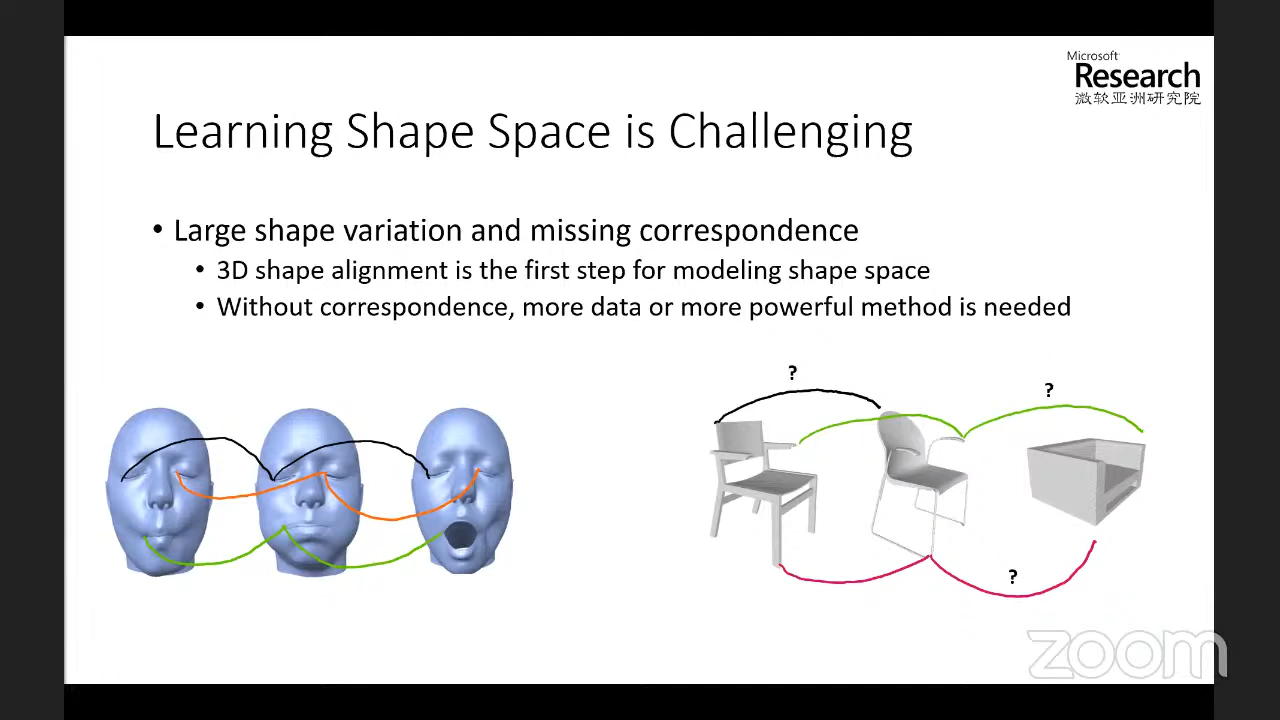 Microsoft
Research
微软亚洲研究院
Learning Shape Space is Challenging
• Large shape variation and missing correspondence
• 3D shape alignment is the first step for modeling shape space
• Without correspondence, more data or more powerful method is needed
?
?
?
zoom